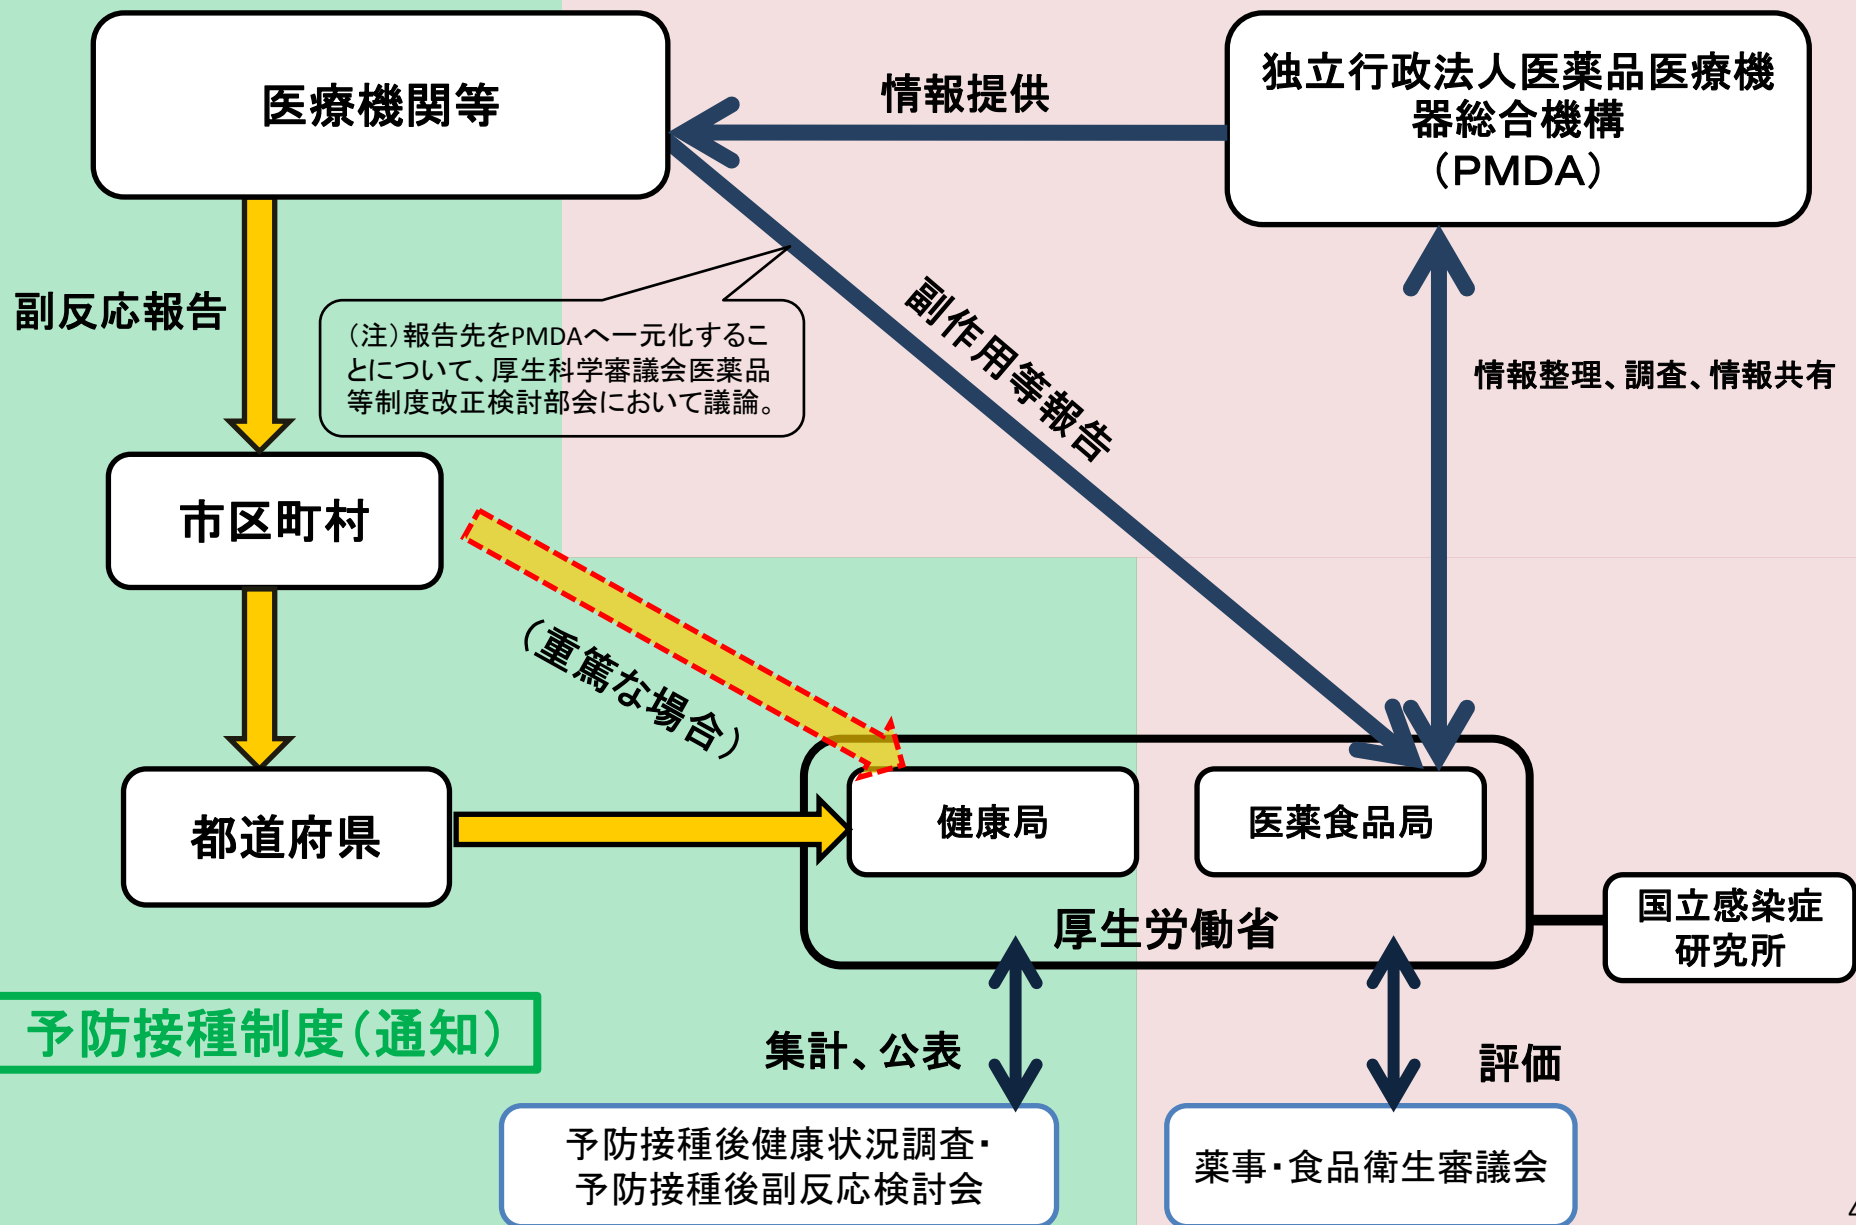 医療機関等
情報提供
独立行政法人医薬品医療機
器総合機構
（PMDA）
副反応報告
（注）報告先をPMDAへ一元化するこ
とについて、厚生科学審議会医薬品
等制度改正検討部会において議論。
副作用等報告
情報整理、調査、情報共有
市区町村
（重篤な場合）
都道府県
健康局
医薬食品局
厚生労働省
国立感染症
研究所
予防接種制度（通知）
集計、公表
評価
予防接種後健康状況調査・
予防接種後副反応検討会
薬事・食品衛生審議会